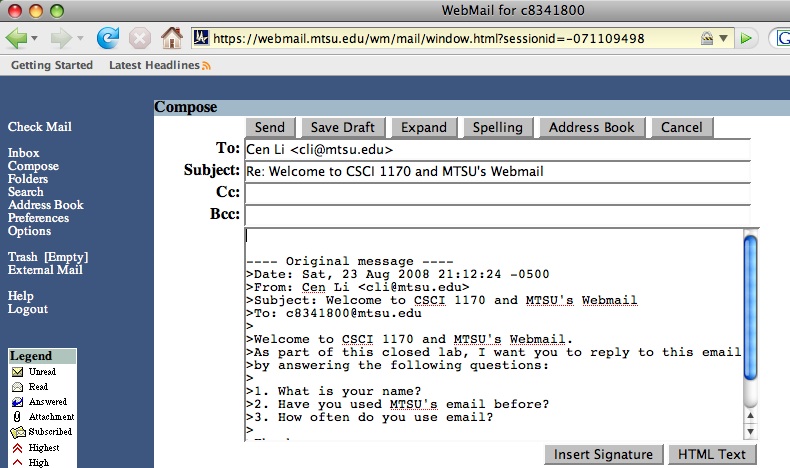 WebMail for c8341800
https://webmail.mtsu.edu/wm/mail/window.html?sessionid=-071109498
Getting Started Latest Headlines
Compose
Send Save Draft Expand Spelling Address Book Cancel
To: Cen Li <cli@mtsu.edu>
Subject: Re: Welcome to CSCI 1170 and MTSU's Webmail
Cc:
Bcc:
Check Mail
Inbox
Compose
Folders
Search
Address Book
Preferences
Options
Trash [Empty]
External Mail
Help
Logout
Legend
Unread
Read
Answered
Attachment
Subscribed
Highest
High
---- Original message ----
>Date: Sat, 23 Aug 2008 21:12:24 -0500
>From: Cen Li <cli@mtsu.edu>
>Subject: Welcome to CSCI 1170 and MTSU's Webmail
>To: c8341800@mtsu.edu
>
>Welcome to CSCI 1170 and MTSU's Webmail.
>As part of this closed lab, I want you to reply to this email
>by answering the following questions:
>
>1. What is your name?
>2. Have you used MTSU's email before?
>3. How often do you use email?
>
Insert Signature HTML Text